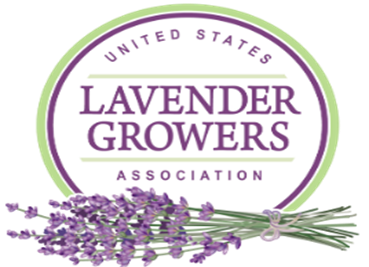 UNITED STATES
LAVENDER
GROWERS
ASSOCIATION